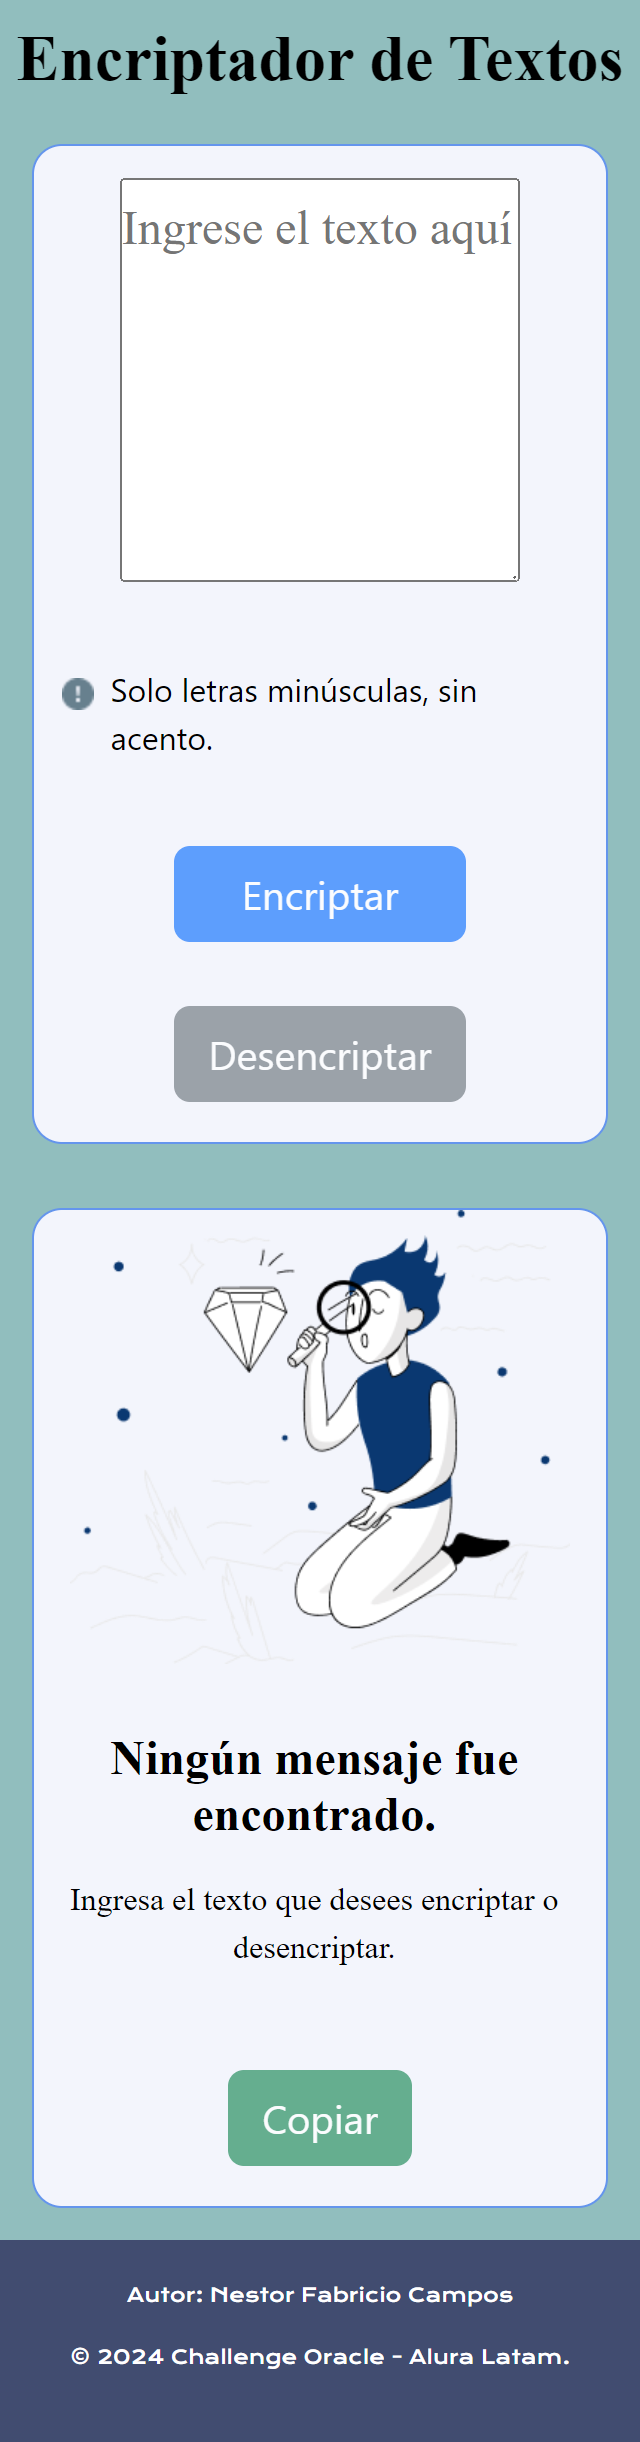 Encriptador de Textos
Ingrese el texto aquí
Solo letras minúsculas, sin
acento.
Encriptar
Desencriptar
Ningún mensaje fue
encontrado.
Ingresa el texto que desees encriptar o
desencriptar.
Copiar
Autor: Nestor Fabricio Campos
© 2024 Challenge Oracle - Alura Latam.